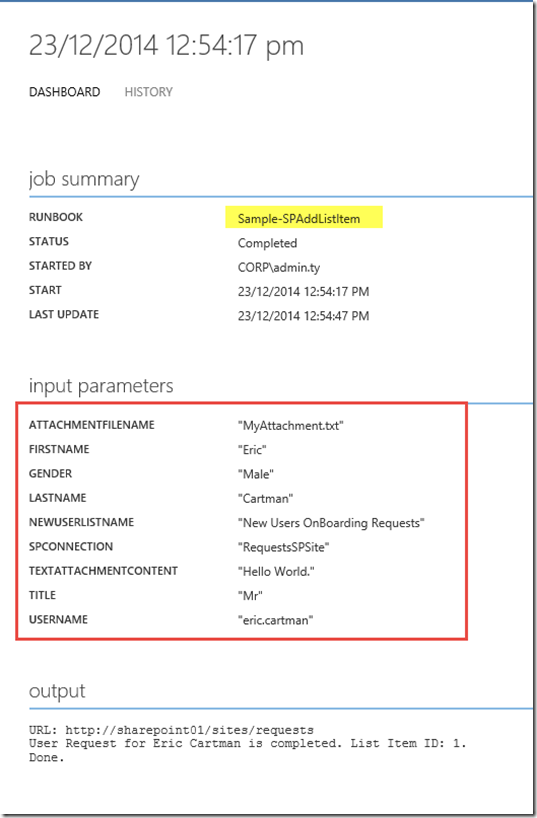 23/12/2014 12:54:17 pm
DASHBOARD HISTORY
job summary
RUNBOOK Sample-SPAddListItem
STATUS Completed
STARTED BY CORP\admin.ty
START 23/12/2014 12:54:17 PM
LAST UPDATE 23/12/2014 12:54:47 PM
input parameters
ATTACHMENTFILENAME "MyAttachment.txt"
FIRSTNAME "Eric"
GENDER "Male"
LASTNAME "Cartman"
NEWUSERLISTNAME "New Users OnBoarding Requests"
SPCONNECTION "RequestsSPSite"
TEXTATTACHMENTCONTENT "Hello World."
TITLE "Mr"
USERNAME "eric.cartman"
output
URL: http://sharepoint01/sites/requests
User Request for Eric Cartman is completed. List Item ID: 1.
Done.